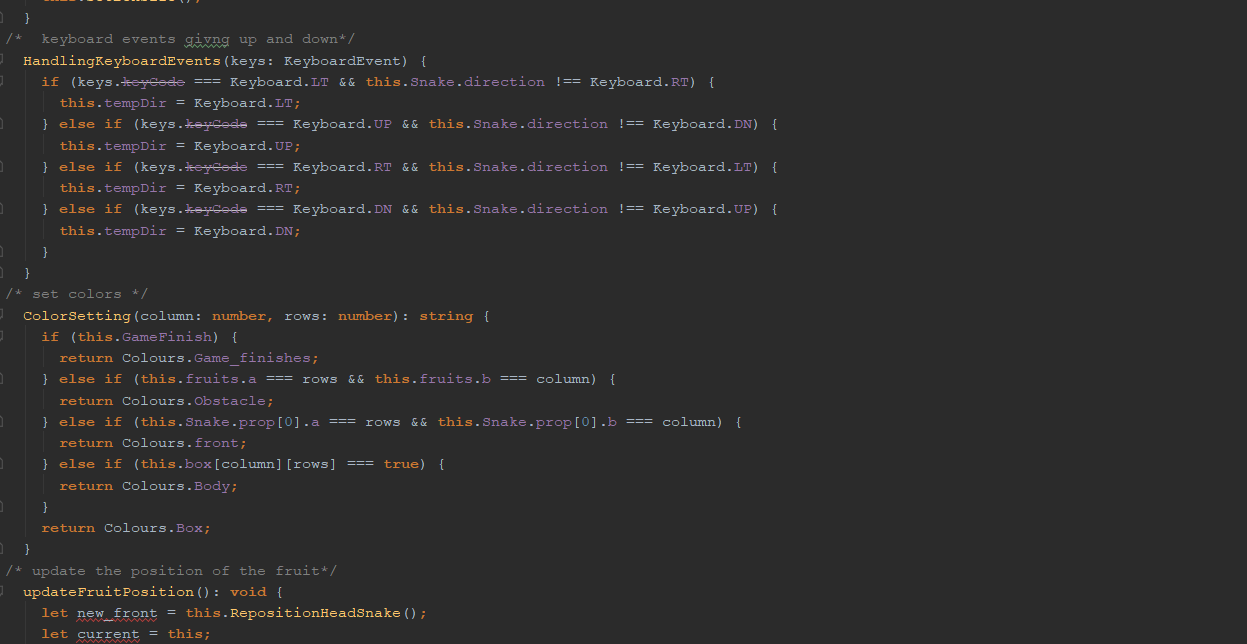 }
/*  keyboard events givng up and down*/
HandlingKeyboardEvents(keys: KeyboardEvent) {
if (keys.keyCode === Keyboard.LT && this.Snake.direction !== Keyboard.RT) {
this.tempDir = Keyboard.LT;
} else if (keys.keyCode === Keyboard.UP && this.Snake.direction !== Keyboard.DN) {
this.tempDir = Keyboard.UP;
} else if (keys.keyCode === Keyboard.RT && this.Snake.direction !== Keyboard.LT) {
this.tempDir = Keyboard.RT;
} else if (keys.keyCode === Keyboard.DN && this.Snake.direction !== Keyboard.UP) {
this.tempDir = Keyboard.DN;
}
}
/* set colors */
ColorSetting(column: number, rows: number): string {
if (this.GameFinish) {
return Colours.Game_finishes;
} else if (this.fruits.a === rows && this.fruits.b === column) {
return Colours.Obstacle;
} else if (this.Snake.prop[0].a === rows && this.Snake.prop[0].b === column) {
return Colours.front;
} else if (this.box[column][rows] === true) {
return Colours.Body;
}
return Colours.Box;
}
/* update the position of the fruit*/
updateFruitPosition(): void {
let new_front = this.RepositionHeadSnake();
let current = this;